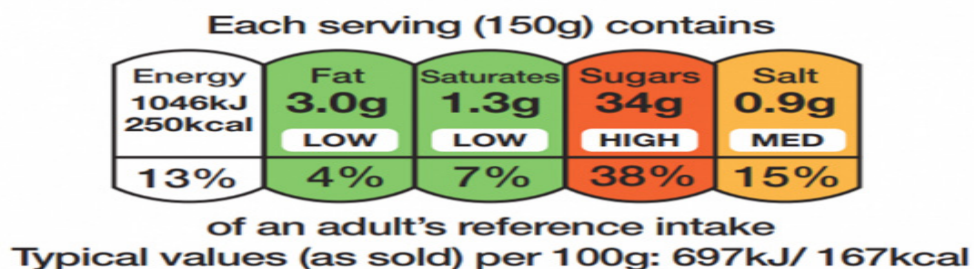 Each serving (150g) contains
Energy
1046kJ
250kcal
13%
Fat
3.0g
LOW
4%
Saturates
1.3g
LOW
7%
Sugars
34g
HIGH
38%
Salt
0.9g
MED
15%
of an adult's reference intake
Typical values (as sold) per 100g: 697kJ/ 167kcal